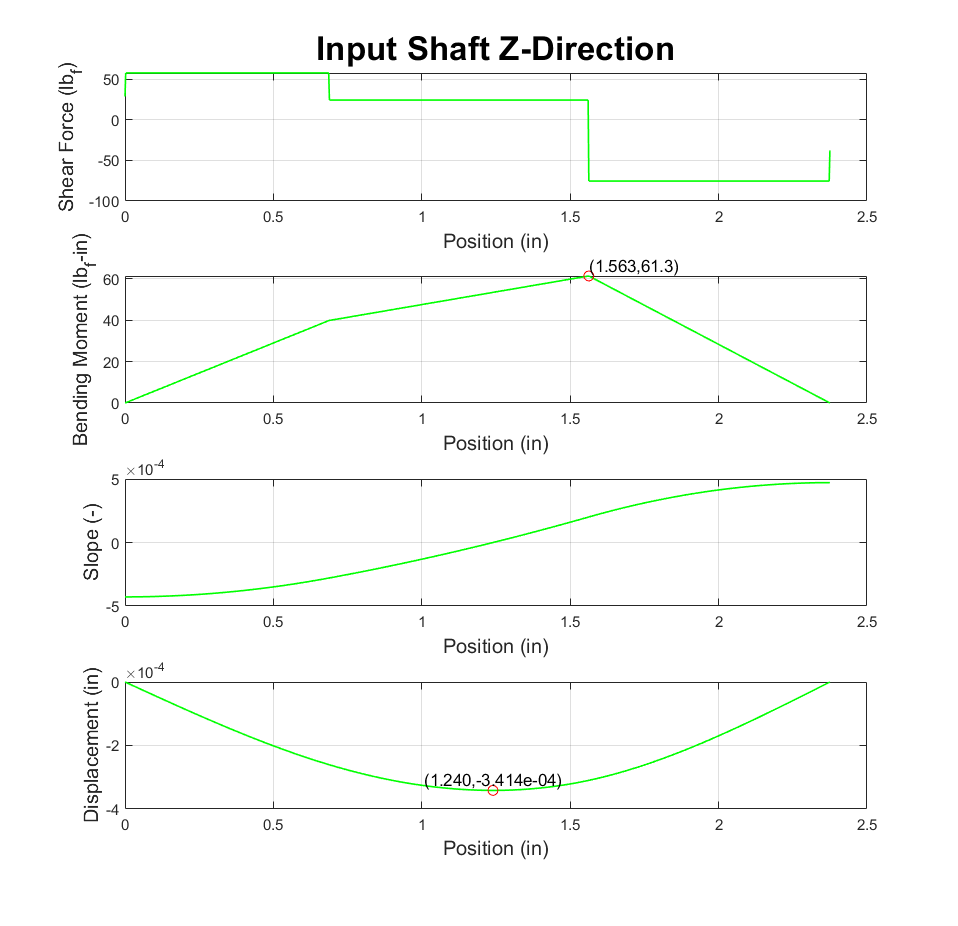 Input Shaft Z-Direction
Shear Force (lbf)
50
0
-50
-100
0 0.5 1 1.5 2 2.5
Position (in)
Bending Moment (lbf-in)
(1.563,61.3)
60
40
20
0
0 0.5 1 1.5 2 2.5
Position (in)
Slope (-)
×10-4
5
0
-5
0 0.5 1 1.5 2 2.5
Position (in)
Displacement (in)
×10-4
0
-2
(1.240,-3.414e-04)
-4
0 0.5 1 1.5 2 2.5
Position (in)